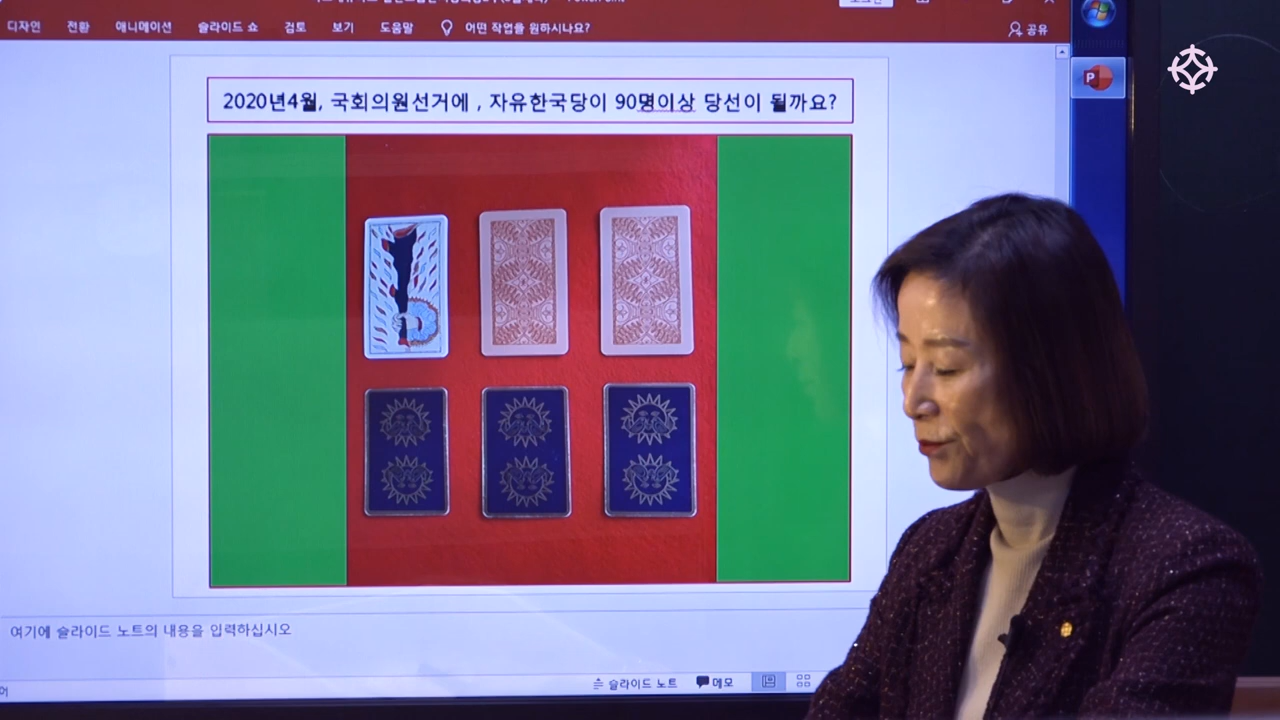 디자인 전환 애니메이션 슬라이드 쇼 검토 보기 도움말 어떤 작업을 원하시나요? 공유
P
2020년4월, 국회의원선거에 , 자유한국당이 90명이상 당선이 될까요?
여기에 슬라이드 노트의 내용을 입력하십시오
슬라이드 노트 메모